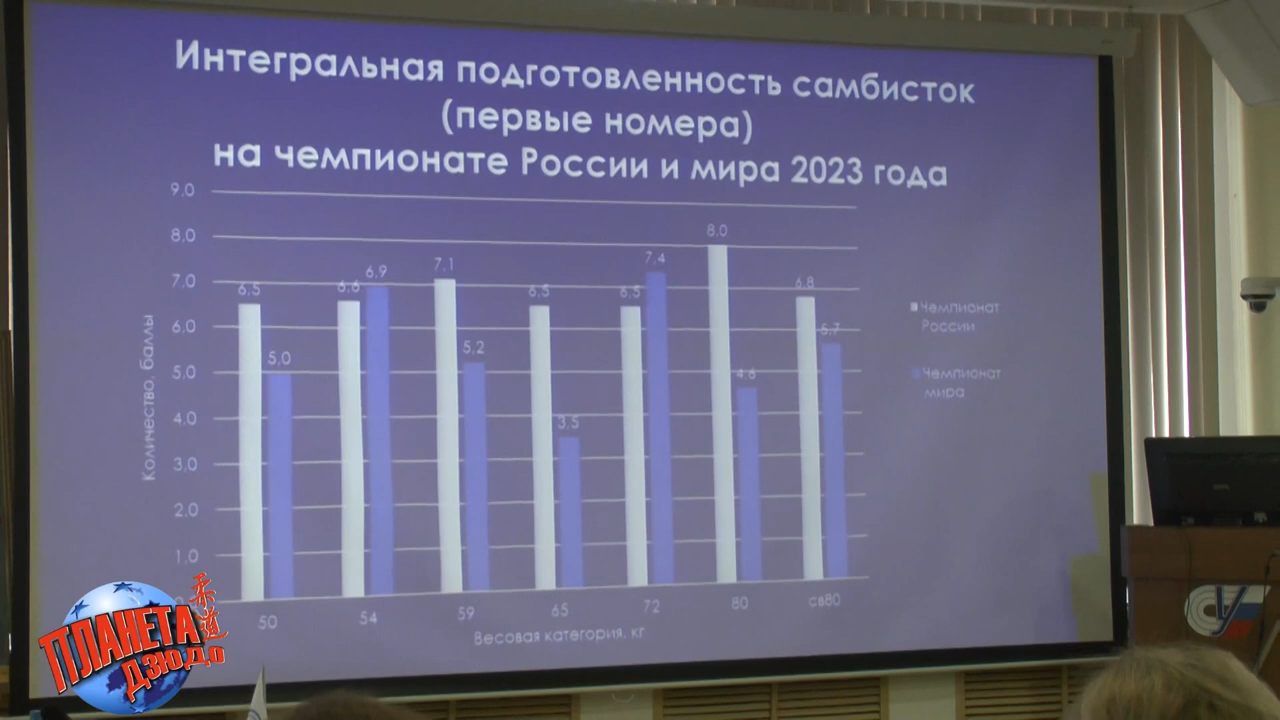 Интегральная подготовленность самбисток
(первые номера)
на чемпионате России и мира 2023 года
9,0
8,0
7,0
6,0
5,0
4,0
3,0
2,0
1,0
Количество, баллы
6,5
5,0
6,6
6,9
7,1
5,2
6,5
3,5
6,5
7,4
8,0
4,6
6,8
5,7
Чемпионат
России
Чемпионат
мира
50
54
59
65
72
80
св80
Весовая категория, кг
ПЛАНЕТА
ДЗЮДО
柔道